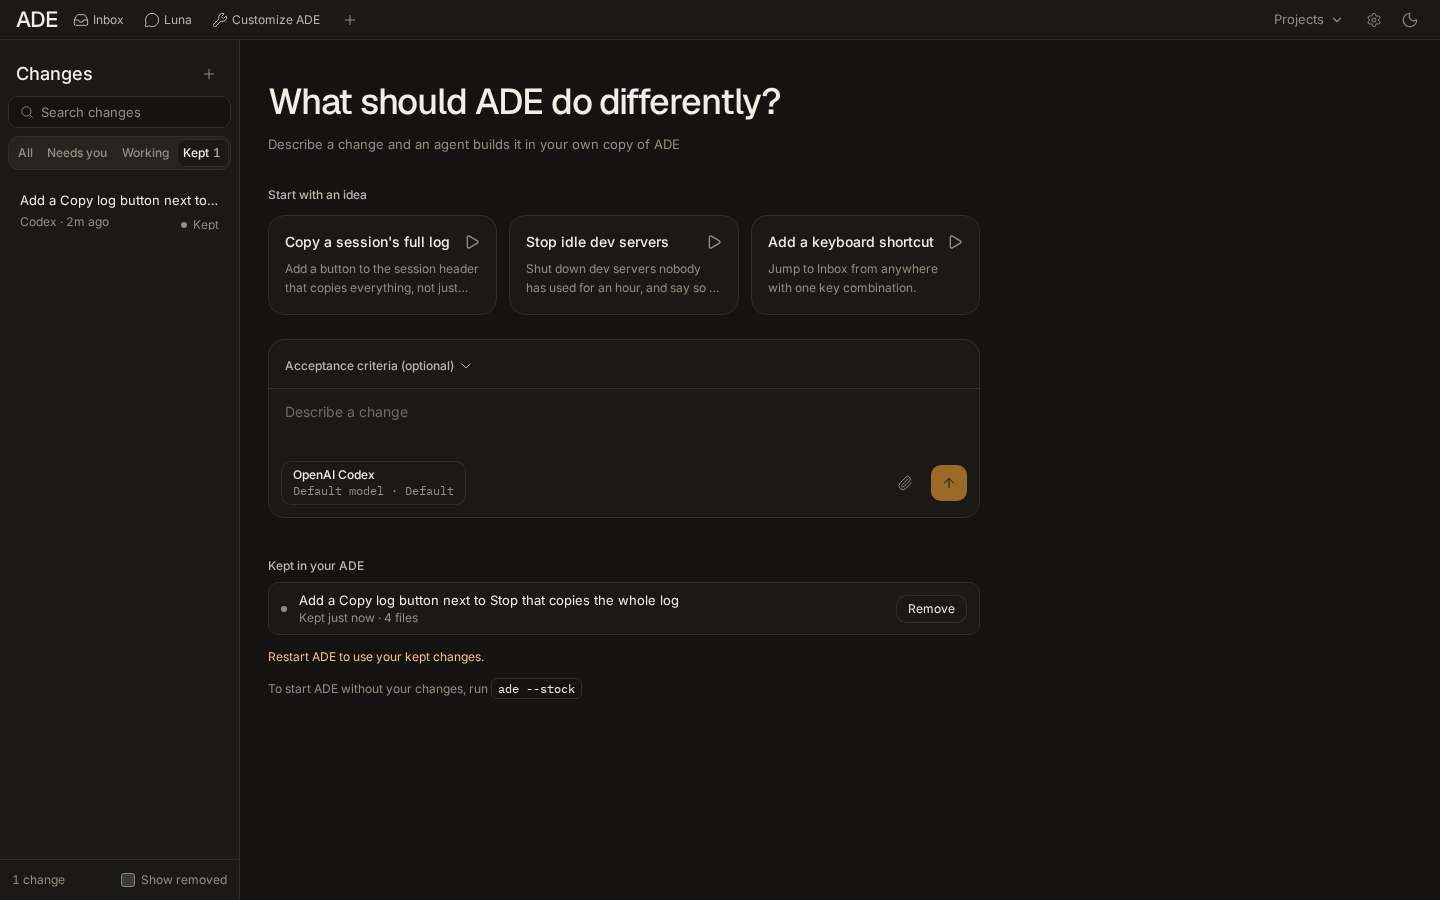 ADE Inbox Luna Customize ADE Projects
Changes
Search changes
All Needs you Working Kept 1
Add a Copy log button next to...
Codex · 2m ago Kept
1 change Show removed
What should ADE do differently?
Describe a change and an agent builds it in your own copy of ADE
Start with an idea
Copy a session's full log
Add a button to the session header
that copies everything, not just...
Stop idle dev servers
Shut down dev servers nobody
has used for an hour, and say so ...
Add a keyboard shortcut
Jump to Inbox from anywhere
with one key combination.
Acceptance criteria (optional)
Describe a change
OpenAI Codex
Default model · Default
Kept in your ADE
Add a Copy log button next to Stop that copies the whole log
Kept just now · 4 files
Remove
Restart ADE to use your kept changes.
To start ADE without your changes, run ade --stock